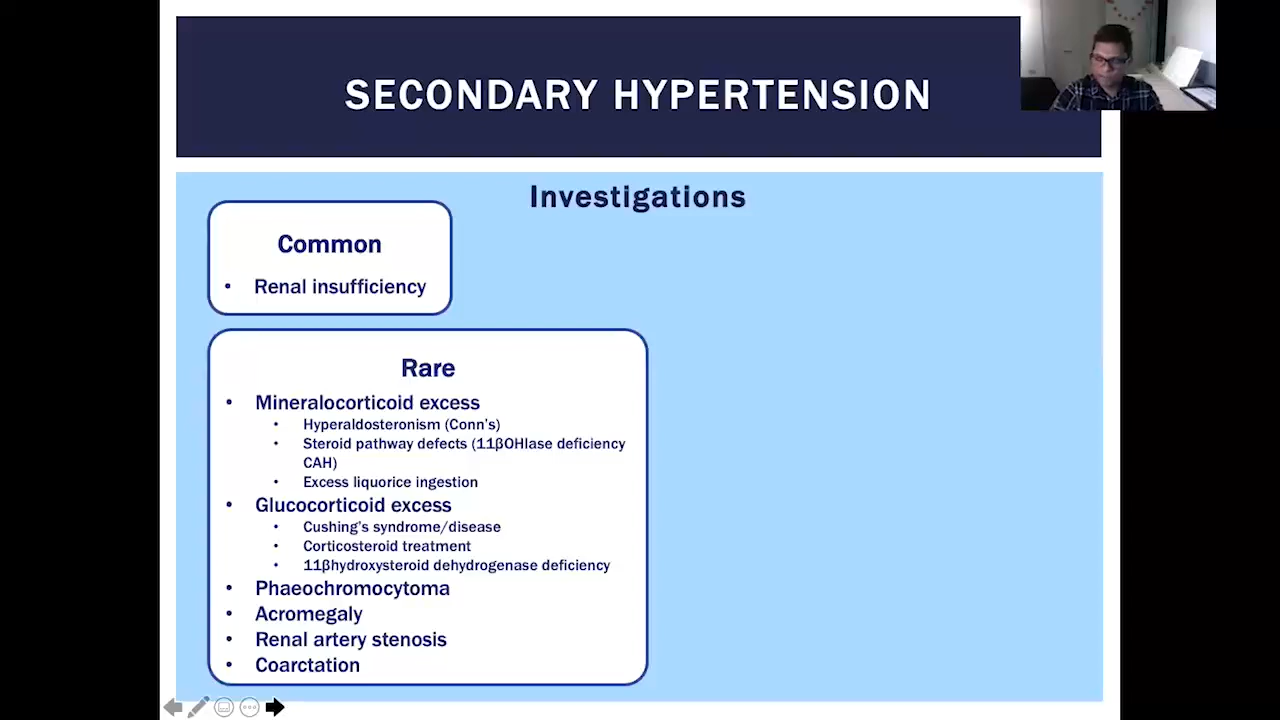 SECONDARY HYPERTENSION
Investigations
Common
• Renal insufficiency
Rare
• Mineralocorticoid excess
• Hyperaldosteronism (Conn's)
• Steroid pathway defects (11βOHlase deficiency
CAH)
• Excess liquorice ingestion
• Glucocorticoid excess
• Cushing's syndrome/disease
• Corticosteroid treatment
• 11βhydroxysteroid dehydrogenase deficiency
• Phaeochromocytoma
• Acromegaly
• Renal artery stenosis
• Coarctation